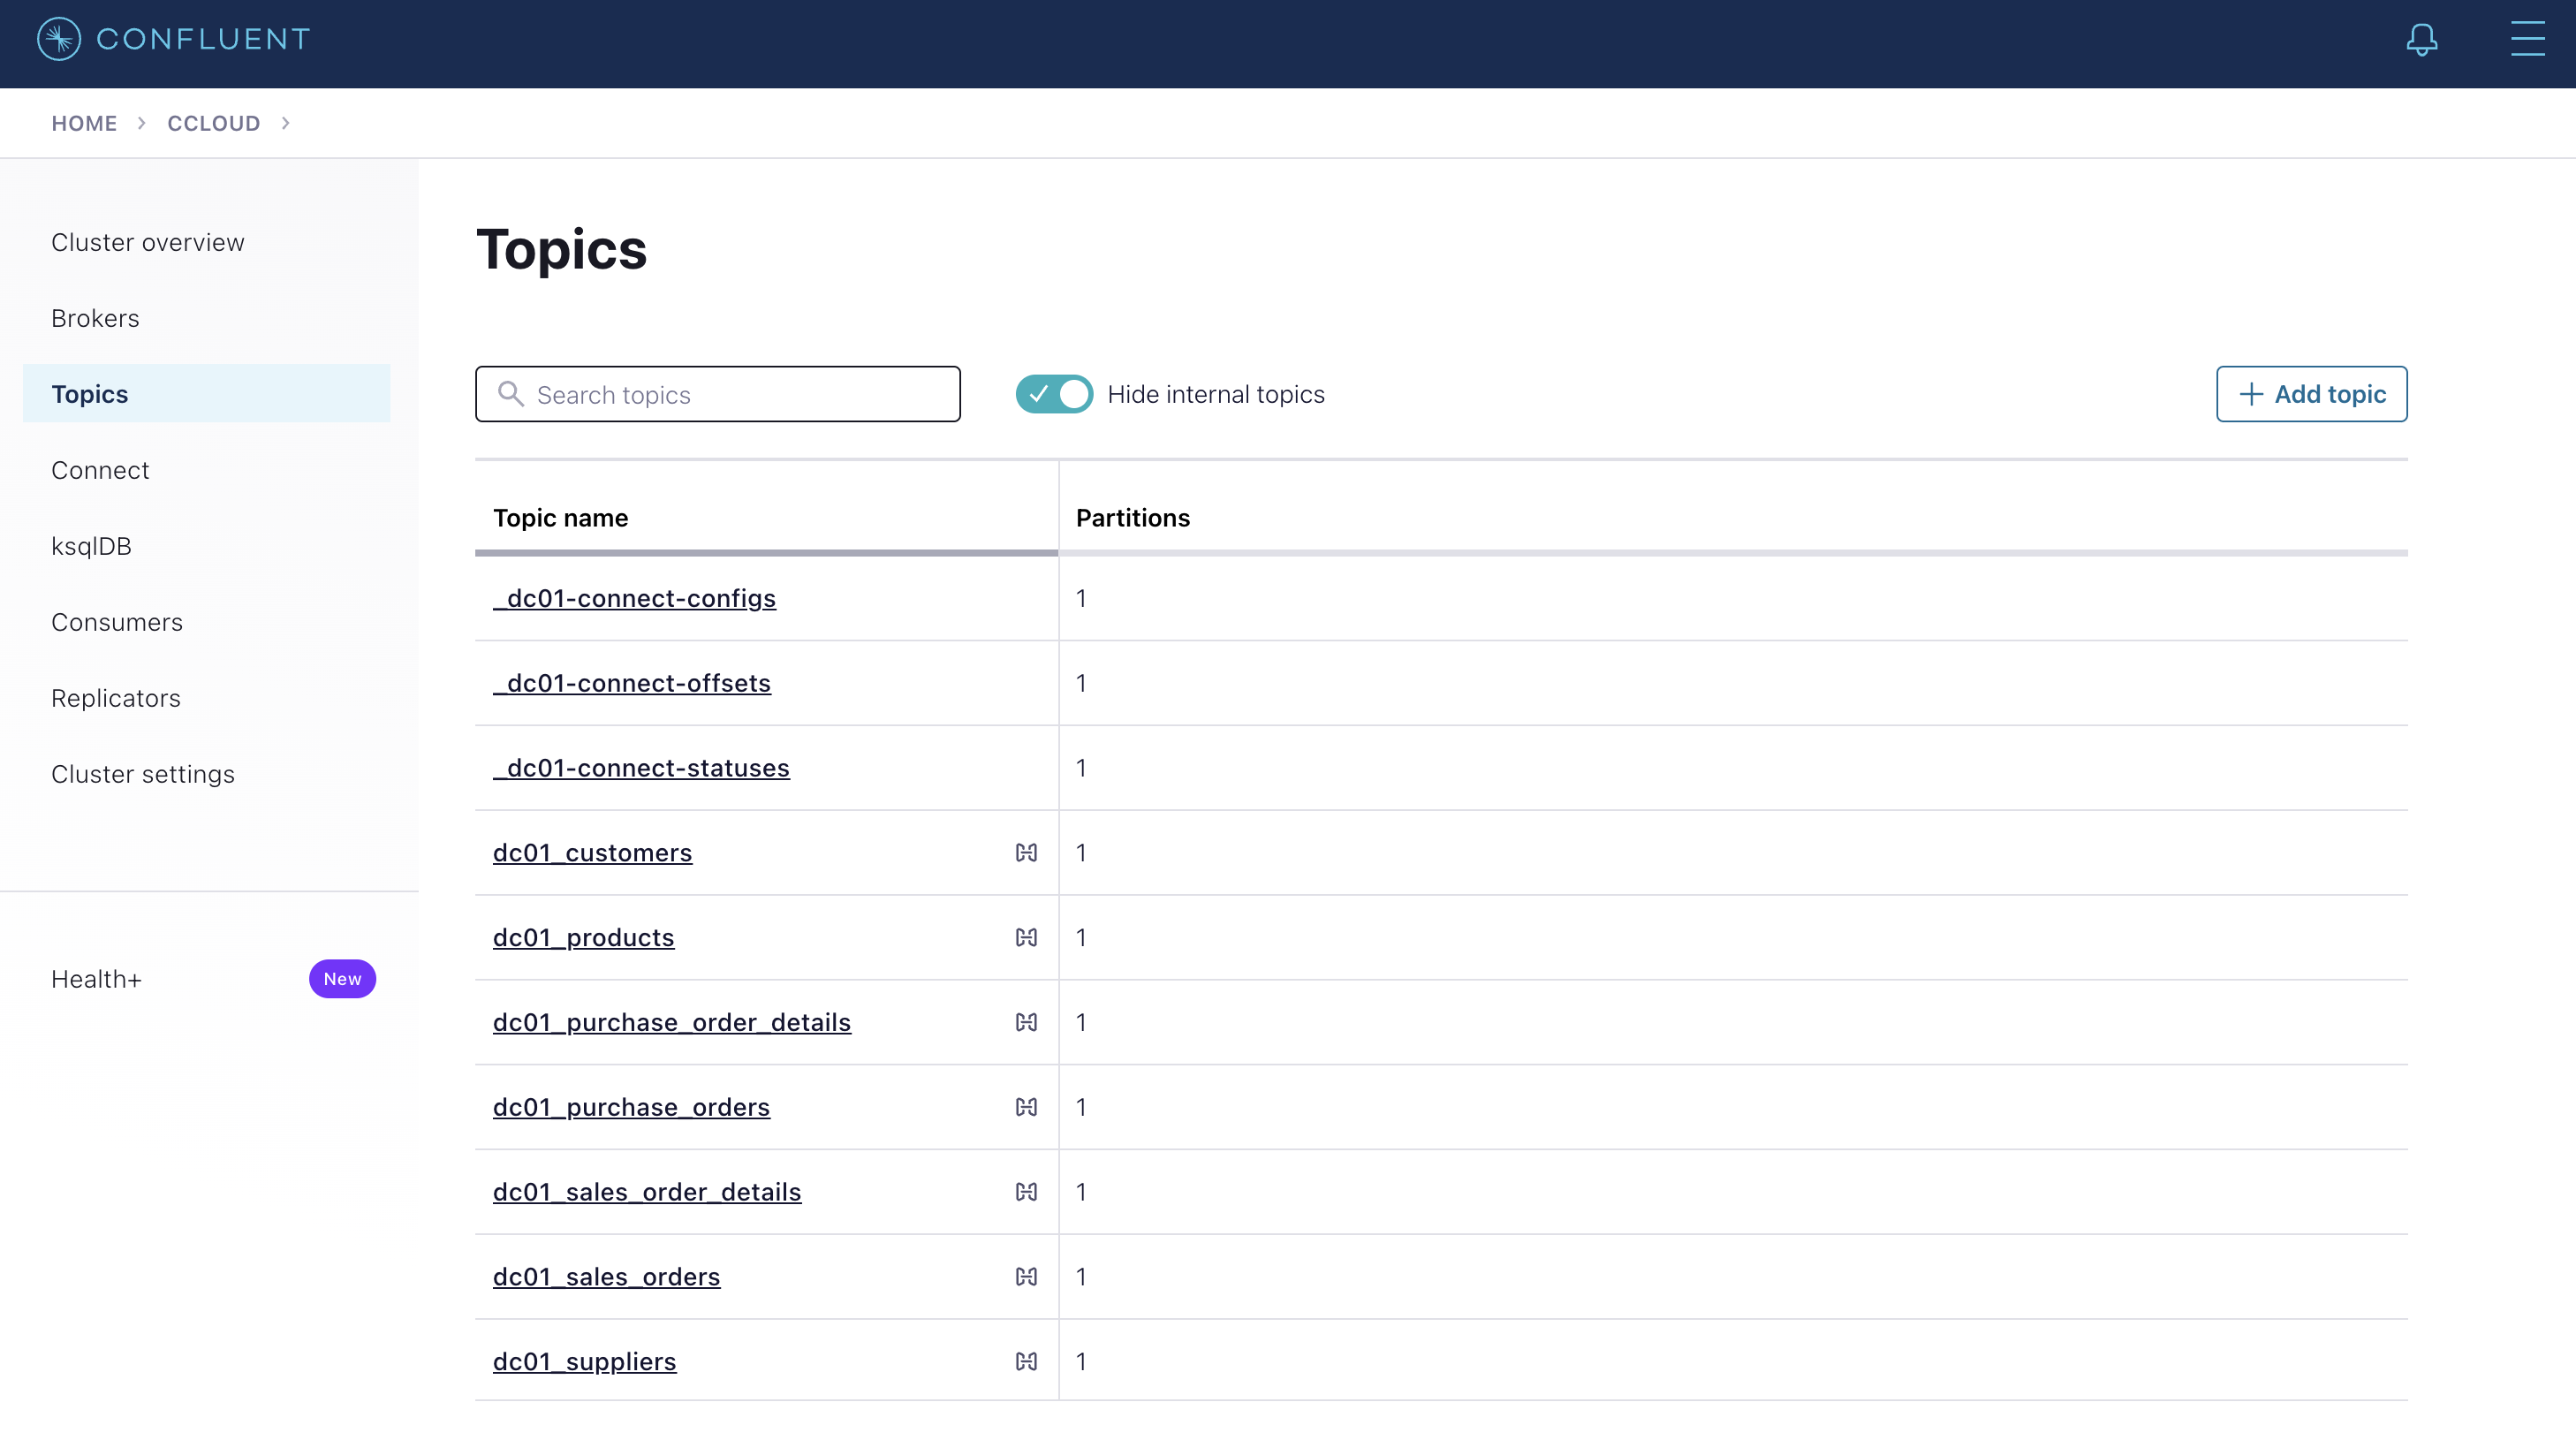 CONFLUENT
HOME
CCLOUD
Cluster overview
Brokers
Topics
Connect
ksqlDB
Consumers
Replicators
Cluster settings
Health+
New
Topics
Search topics
Hide internal topics
Add topic
Topic name Partitions
_dc01-connect-configs 1
_dc01-connect-offsets 1
_dc01-connect-statuses 1
dc01_customers 1
dc01_products 1
dc01_purchase_order_details 1
dc01_purchase_orders 1
dc01_sales_order_details 1
dc01_sales_orders 1
dc01_suppliers 1